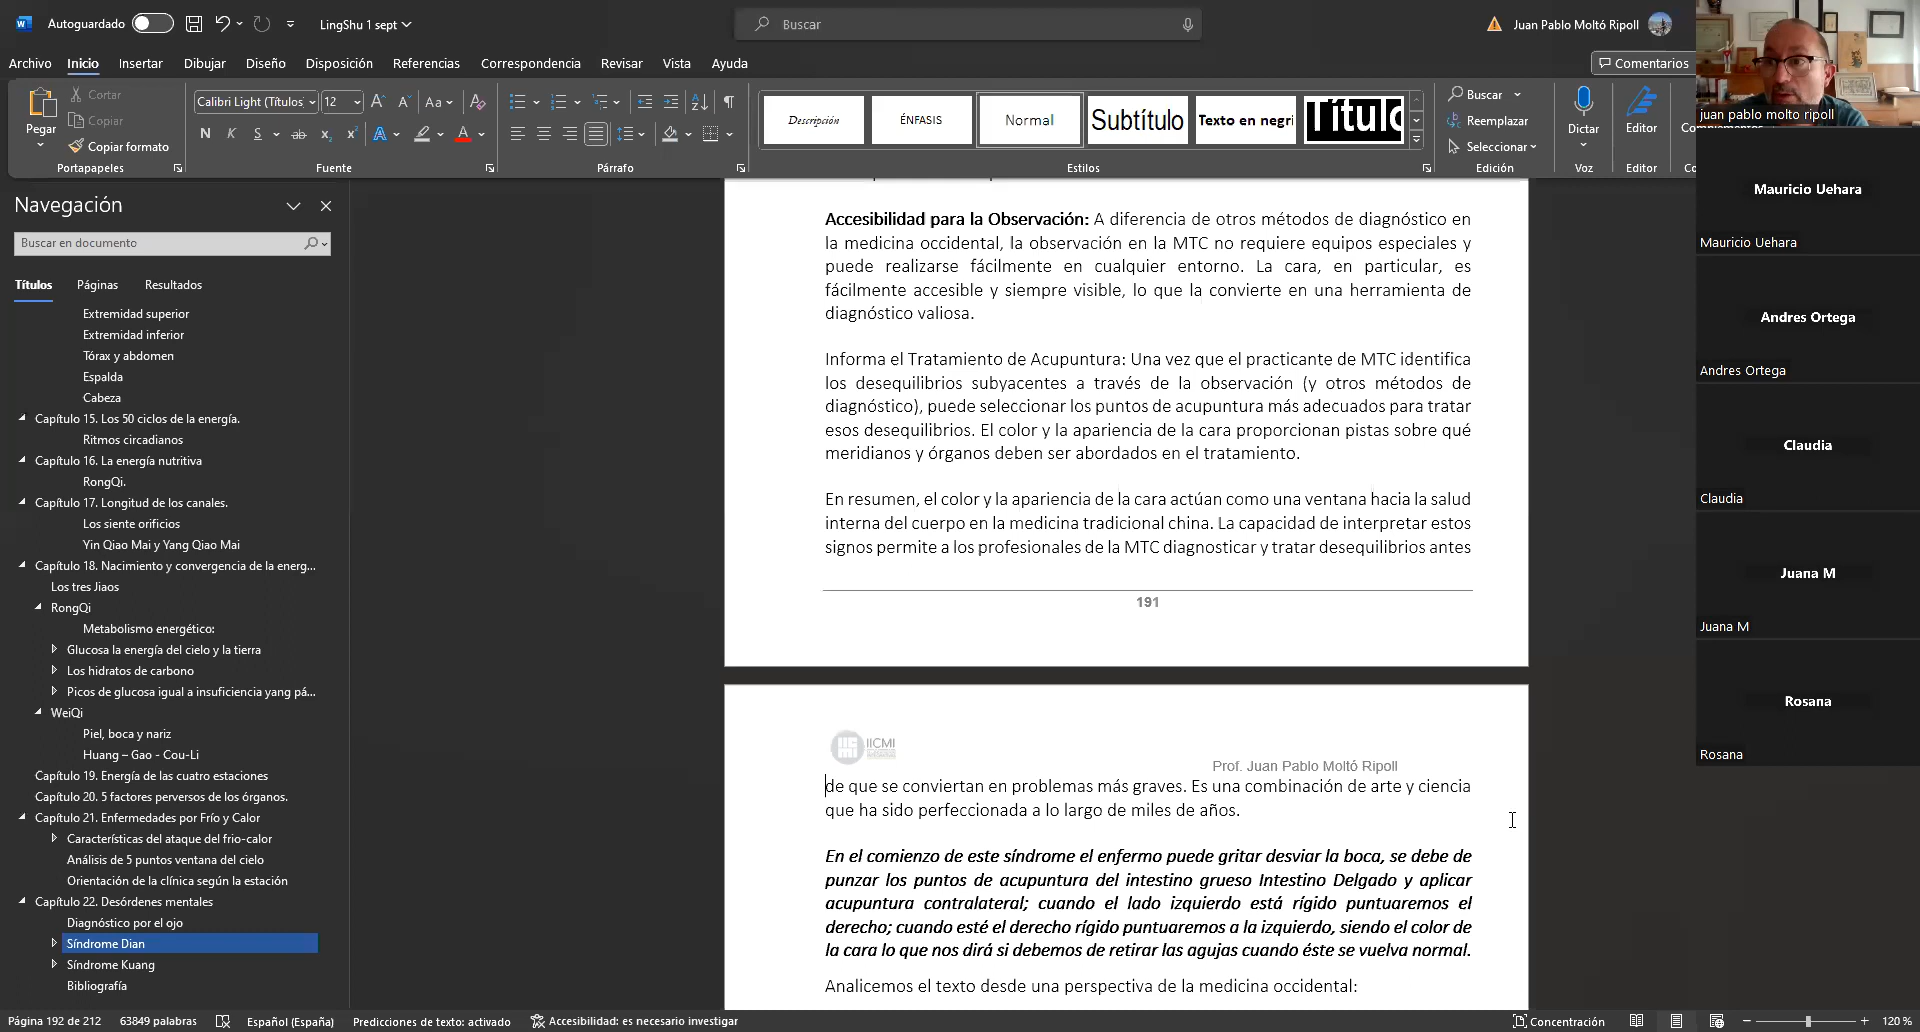 Autoguardado
LingShu 1 sept
Buscar
Juan Pablo Moltó Ripoll
Archivo Inicio Insertar Dibujar Diseño Disposición Referencias Correspondencia Revisar Vista Ayuda
Comentarios
Pegar
Cortar
Copiar
Copiar formato
Portapapeles
Calibri Light (Títulos 12
Fuente
Párrafo
Descripción ÉNFASIS Normal Subtítulo Texto en negri
Estilos
Buscar
Reemplazar
Seleccionar
Edición
Dictar
Voz
Editor
Editor
juan pablo molto ripoll
Mauricio Uehara
Mauricio Uehara
Andres Ortega
Andres Ortega
Claudia
Claudia
Juana M
Juana M
Rosana
Rosana
Navegación
Buscar en documento
Títulos Páginas Resultados
Extremidad superior
Extremidad inferior
Tórax y abdomen
Espalda
Cabeza
Capítulo 15. Los 50 ciclos de la energía.
Ritmos circadianos
Capítulo 16. La energía nutritiva
RongQi.
Capítulo 17. Longitud de los canales.
Los siente orificios
Yin Qiao Mai y Yang Qiao Mai
Capítulo 18. Nacimiento y convergencia de la energ...
Los tres Jiaos
RongQi
Metabolismo energético:
Glucosa la energía del cielo y la tierra
Los hidratos de carbono
Picos de glucosa igual a insuficiencia yang pá...
WeiQi
Piel, boca y nariz
Huang – Gao - Cou-Li
Capítulo 19. Energía de las cuatro estaciones
Capítulo 20. 5 factores perversos de los órganos.
Capítulo 21. Enfermedades por Frío y Calor
Características del ataque del frio-calor
Análisis de 5 puntos ventana del cielo
Orientación de la clínica según la estación
Capítulo 22. Desórdenes mentales
Diagnóstico por el ojo
Síndrome Dian
Síndrome Kuang
Bibliografía
Accesibilidad para la Observación: A diferencia de otros métodos de diagnóstico en
la medicina occidental, la observación en la MTC no requiere equipos especiales y
puede realizarse fácilmente en cualquier entorno. La cara, en particular, es
fácilmente accesible y siempre visible, lo que la convierte en una herramienta de
diagnóstico valiosa.
Informa el Tratamiento de Acupuntura: Una vez que el practicante de MTC identifica
los desequilibrios subyacentes a través de la observación (y otros métodos de
diagnóstico), puede seleccionar los puntos de acupuntura más adecuados para tratar
esos desequilibrios. El color y la apariencia de la cara proporcionan pistas sobre qué
meridianos y órganos deben ser abordados en el tratamiento.
En resumen, el color y la apariencia de la cara actúan como una ventana hacia la salud
interna del cuerpo en la medicina tradicional china. La capacidad de interpretar estos
signos permite a los profesionales de la MTC diagnosticar y tratar desequilibrios antes
191
IICMI
Prof. Juan Pablo Moltó Ripoll
de que se conviertan en problemas más graves. Es una combinación de arte y ciencia
que ha sido perfeccionada a lo largo de miles de años.
En el comienzo de este síndrome el enfermo puede gritar desviar la boca, se debe de
punzar los puntos de acupuntura del intestino grueso Intestino Delgado y aplicar
acupuntura contralateral; cuando el lado izquierdo está rígido puntuaremos el
derecho; cuando esté el derecho rígido puntuaremos a la izquierdo, siendo el color de
la cara lo que nos dirá si debemos de retirar las agujas cuando éste se vuelva normal.
Analicemos el texto desde una perspectiva de la medicina occidental:
Página 192 de 212 63849 palabras Español (España) Predicciones de texto: activado Accesibilidad: es necesario investigar
Concentración 120 %